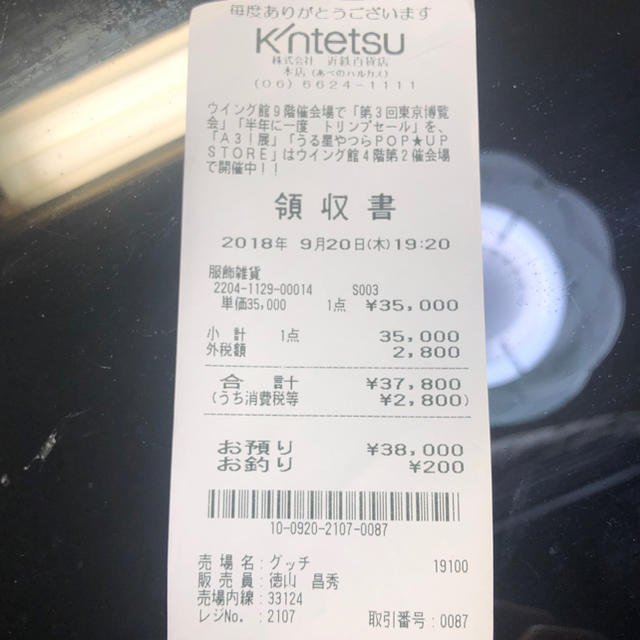 毎度ありがとうございます
Kintetsu
株式会社 近鉄百貨店
本店(あべのハルカス)
(06)6624-1111
ウイング館9階催会場で「第3回東京博覧
会」「半年に一度 トリンプセール」を、
「A3!展」「うる星やつらPOP★UP
STORE」はウイング館4階第2催会場
で開催中!!
領収書
2018年 9月20日(木)19:20
服飾雑貨
2204-1129-00014 S003
単価35,000 1点 ¥35,000
小 計 1点 35,000
外税額 2,800
合 計 ¥37,800
(うち消費税等 ¥2,800)
お預り ¥38,000
お釣り ¥200
10-0920-2107-0087
売 場 名:グッチ 19100
販 売 員:徳山 昌秀
売場内線:33124
レジNo. :2107 取引番号:0087